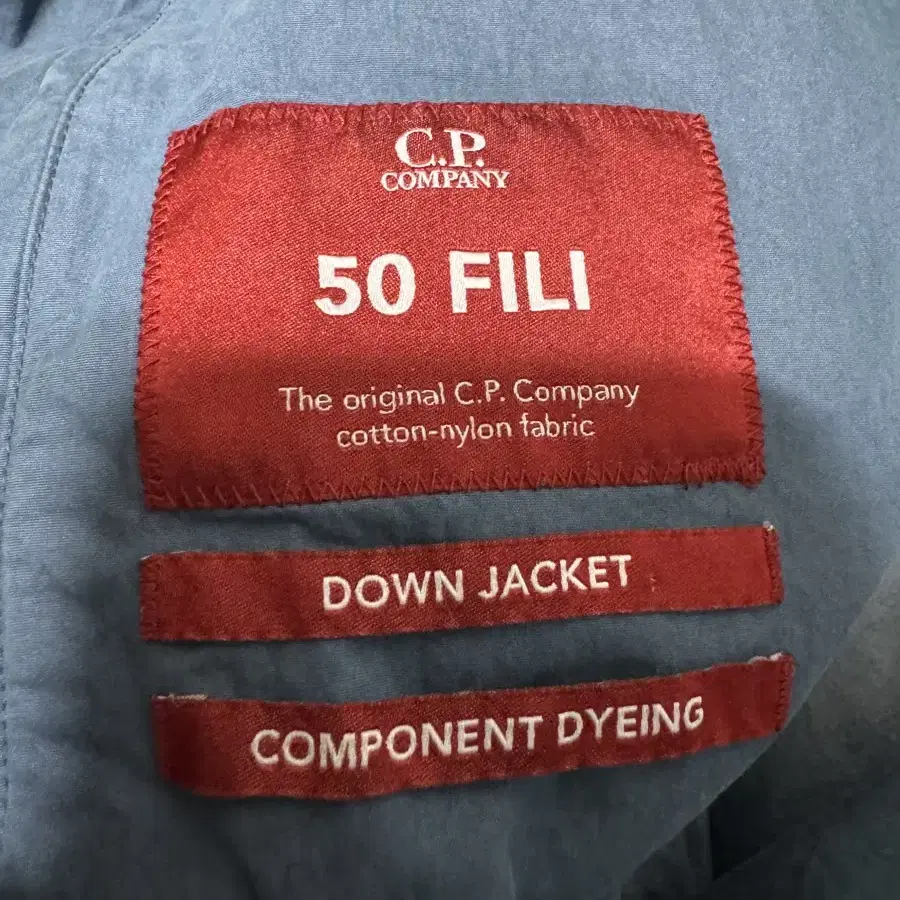 C.P.
COMPANY
50 FILI
The original C.P. Company
cotton-nylon fabric
DOWN JACKET
COMPONENT DYEING